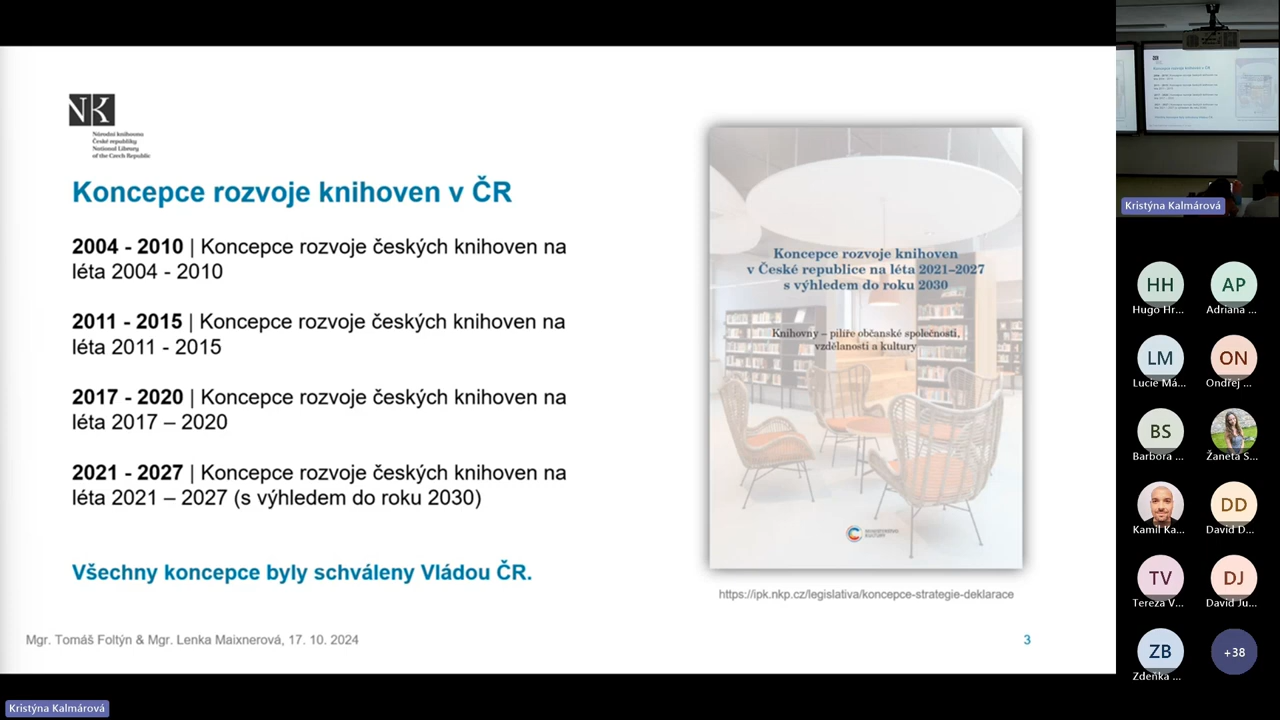 NK
Národní knihovna
České republiky
National Library
of the Czech Republic
Koncepce rozvoje knihoven v ČR
2004 - 2010 | Koncepce rozvoje českých knihoven na
léta 2004 - 2010
2011 - 2015 | Koncepce rozvoje českých knihoven na
léta 2011 - 2015
2017 - 2020 | Koncepce rozvoje českých knihoven na
léta 2017 – 2020
2021 - 2027 | Koncepce rozvoje českých knihoven na
léta 2021 – 2027 (s výhledem do roku 2030)
Všechny koncepce byly schváleny Vládou ČR.
Mgr. Tomáš Foltýn & Mgr. Lenka Maixnerová, 17. 10. 2024
Koncepce rozvoje knihoven
v České republice na léta 2021–2027
s výhledem do roku 2030
Knihovny – pilíře občanské společnosti,
vzdělanosti a kultury
MINISTERSTVO
KULTURY
https://ipk.nkp.cz/legislativa/koncepce-strategie-deklarace
3
Kristýna Kalmárová
Kristýna Kalmárová
HH
Hugo Hr...
AP
Adriana ...
LM
Lucie Má...
ON
Ondřej ...
BS
Barbora ...
Žaneta S...
Kamil Ka...
DD
David D...
TV
Tereza V...
DJ
David Ju...
ZB
Zdeňka ...
+38